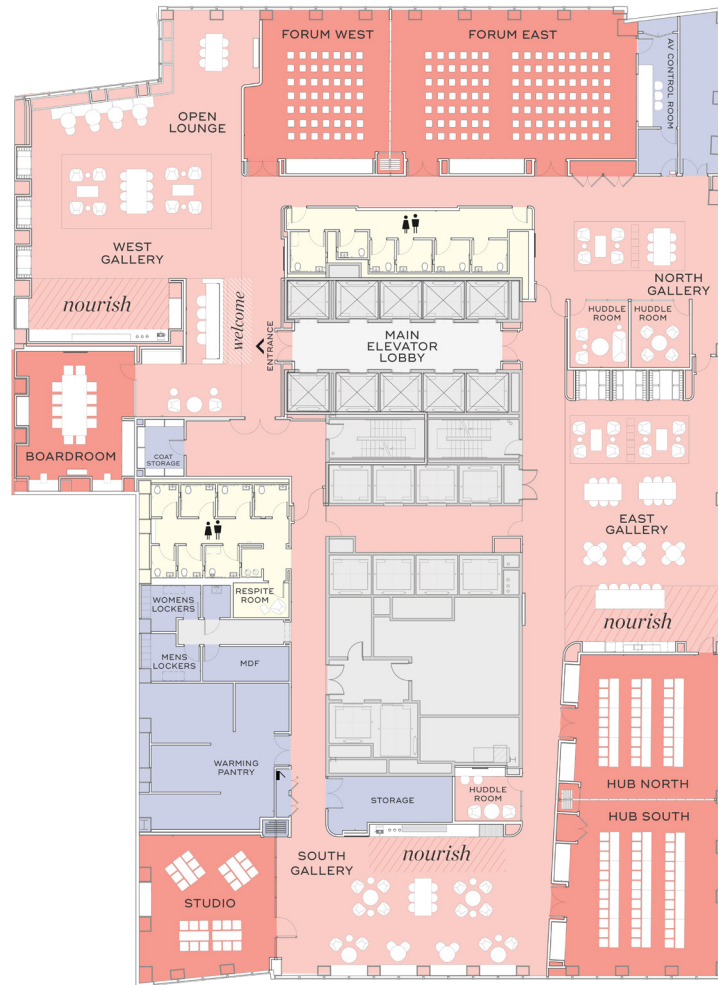 FORUM WEST
FORUM EAST
AV CONTROL ROOM
OPEN
LOUNGE
WEST
GALLERY
nourish
welcome
ENTRANCE
MAIN
ELEVATOR
LOBBY
NORTH
GALLERY
HUDDLE
ROOM
HUDDLE
ROOM
BOARDROOM
COAT
STORAGE
EAST
GALLERY
nourish
RESPITE
ROOM
WOMENS
LOCKERS
MENS
LOCKERS
MDF
WARMING
PANTRY
STORAGE
HUDDLE
ROOM
HUB NORTH
HUB SOUTH
SOUTH
GALLERY
nourish
STUDIO